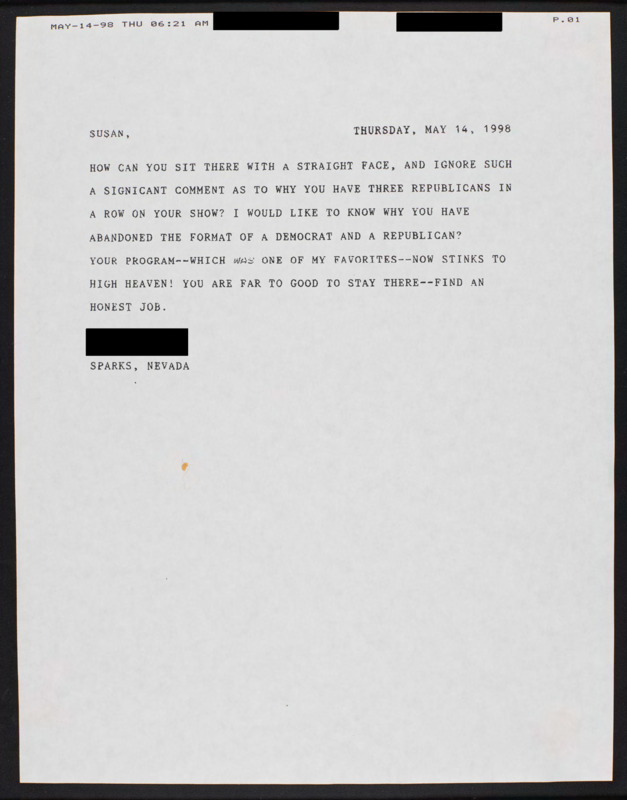 MAY-14-98 THU 06:21 AM P.01
SUSAN, THURSDAY, MAY 14, 1998
HOW CAN YOU SIT THERE WITH A STRAIGHT FACE, AND IGNORE SUCH
A SIGNICANT COMMENT AS TO WHY YOU HAVE THREE REPUBLICANS IN
A ROW ON YOUR SHOW? I WOULD LIKE TO KNOW WHY YOU HAVE
ABANDONED THE FORMAT OF A DEMOCRAT AND A REPUBLICAN?
YOUR PROGRAM--WHICH WAS ONE OF MY FAVORITES--NOW STINKS TO
HIGH HEAVEN! YOU ARE FAR TO GOOD TO STAY THERE--FIND AN
HONEST JOB.
SPARKS, NEVADA